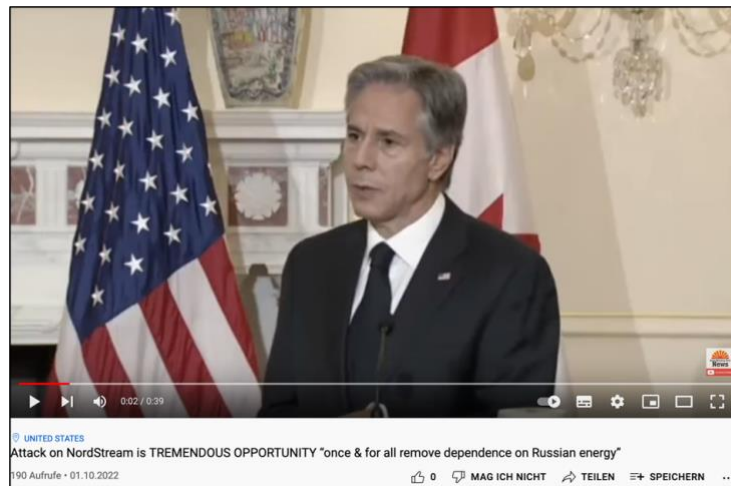 News
0:02 / 0:39
UNITED STATES
Attack on NordStream is TREMENDOUS OPPORTUNITY “once & for all remove dependence on Russian energy”
190 Aufrufe • 01.10.2022
0 MAG ICH NICHT TEILEN SPEICHERN ...